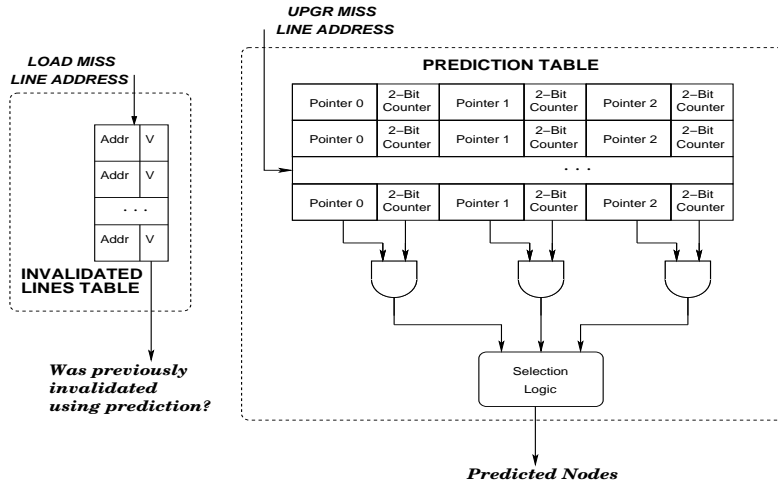 LOAD MISS
LINE ADDRESS
Addr V
Addr V
. . .
Addr V
INVALIDATED
LINES TABLE
Was previously
invalidated
using prediction?
UPGR MISS
LINE ADDRESS
PREDICTION TABLE
Pointer 0 2−Bit Counter Pointer 1 2−Bit Counter Pointer 2 2−Bit Counter
Pointer 0 2−Bit Counter Pointer 1 2−Bit Counter Pointer 2 2−Bit Counter
. . .
Pointer 0 2−Bit Counter Pointer 1 2−Bit Counter Pointer 2 2−Bit Counter
Selection
Logic
Predicted Nodes